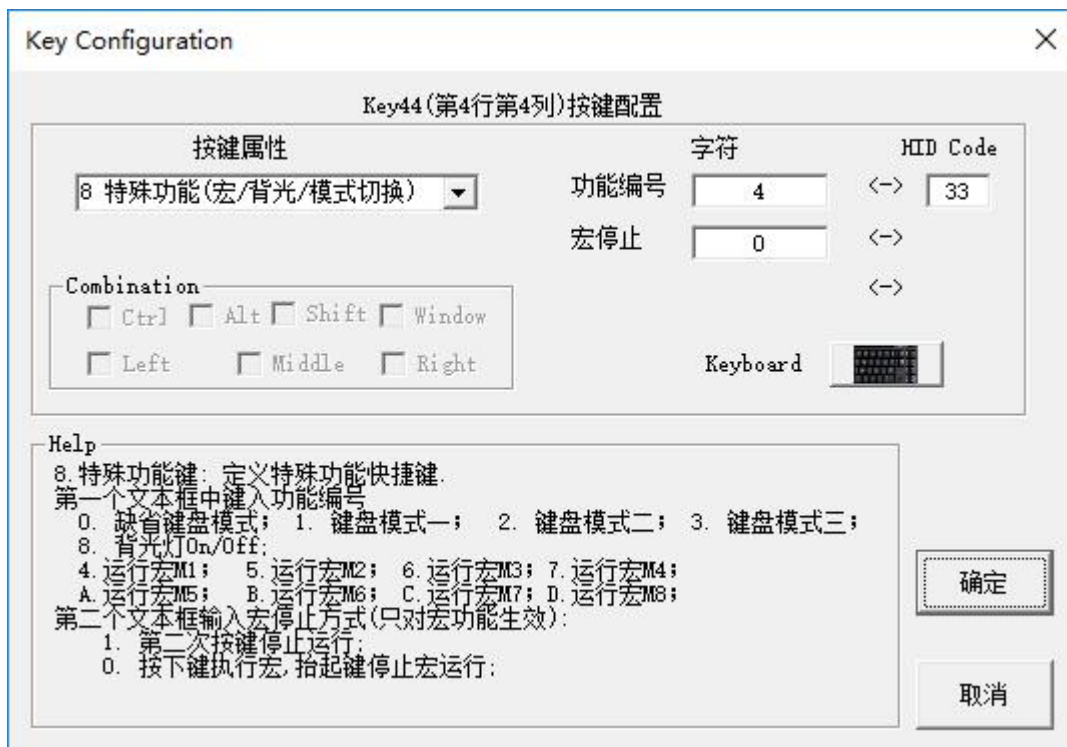 Key Configuration
Key44(第4行第4列)按键配置
按键属性
字符
HID Code
8 特殊功能(宏/背光/模式切换)
功能编号
4
<->
33
宏停止
0
<->
<->
Combination
Ctrl Alt Shift Window
Left Middle Right
Keyboard
Help
8.特殊功能键: 定义特殊功能快捷键.
第一个文本框中键入功能编号
0. 缺省键盘模式; 1. 键盘模式一; 2. 键盘模式二; 3. 键盘模式三;
8. 背光灯On/Off;
4.运行宏M1; 5.运行宏M2; 6.运行宏M3; 7.运行宏M4;
A.运行宏M5; B.运行宏M6; C.运行宏M7; D.运行宏M8;
第二个文本框输入宏停止方式(只对宏功能生效):
1. 第二次按键停止运行;
0. 按下键执行宏,抬起键停止宏运行;
确定
取消